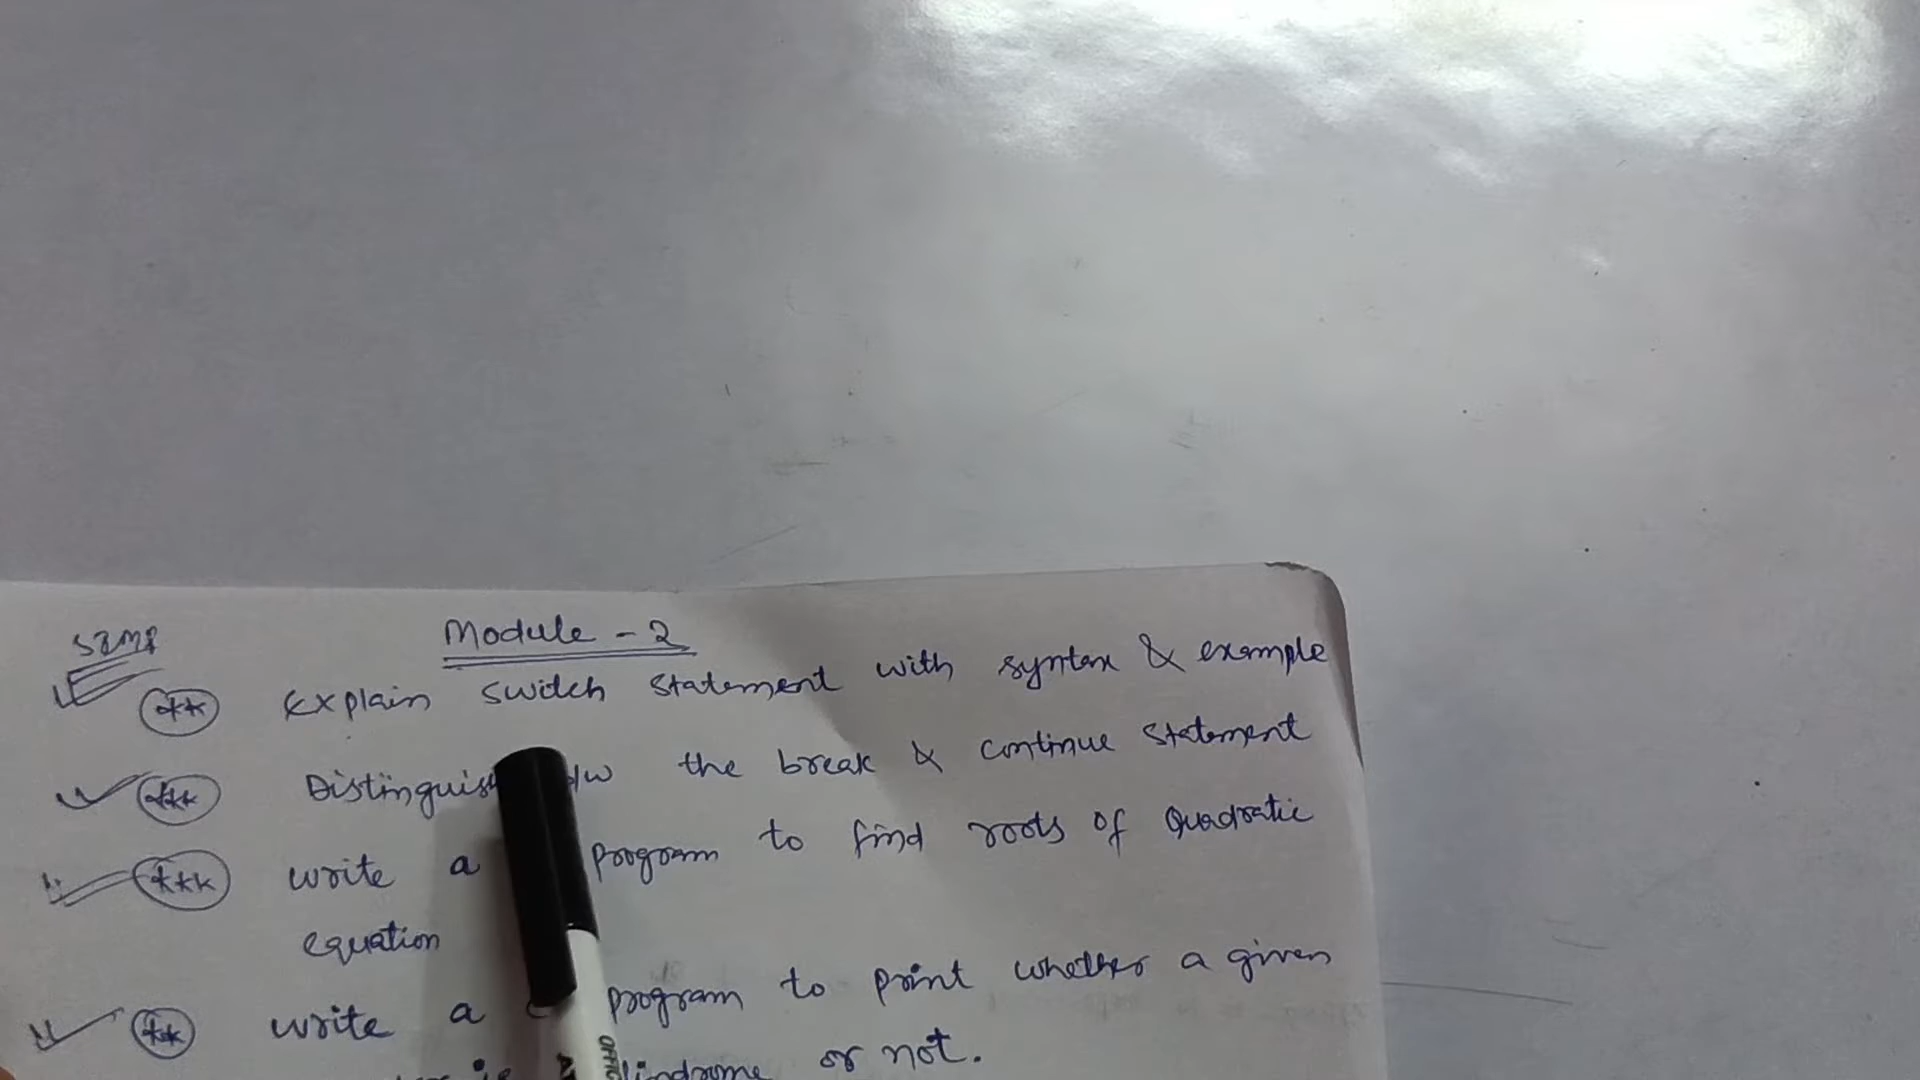 Module - 2
** Explain switch statement with syntax & example
** Distinguish b/w the break & continue statement
*** write a program to find roots of Quadratic
equation
** write a C program to print whether a given
or not.